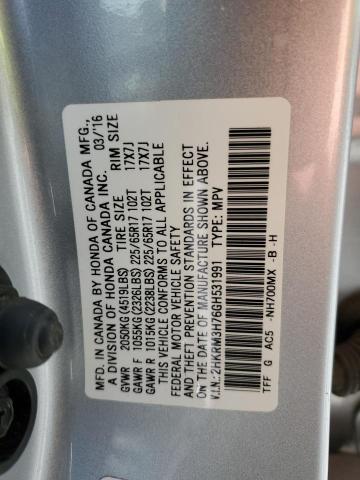 MFD. IN CANADA BY HONDA OF CANADA MFG.,
A DIVISION OF HONDA CANADA INC. 03/'16
GVWR 2050KG (4519LBS) TIRE SIZE RIM SIZE
GAWR F 1055KG (2326LBS) 225/65R17 102T 17X7J
GAWR R 1015KG (2238LBS) 225/65R17 102T 17X7J
THIS VEHICLE CONFORMS TO ALL APPLICABLE
FEDERAL MOTOR VEHICLE SAFETY
AND THEFT PREVENTION STANDARDS IN EFFECT
ON THE DATE OF MANUFACTURE SHOWN ABOVE.
V.I.N.:2HKRM3H76GH531991 TYPE: MPV
TFF G AC5 -NH700MX -B -H